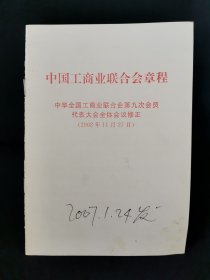 中国工商业联合会章程
中华全国工商业联合会第九次会员
代表大会全体会议修正
(2002年11月27日)
2007.1.24发